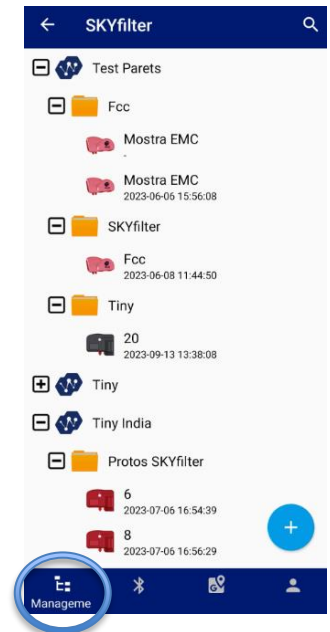 SKYfilter
Test Parets
Fcc
Mostra EMC
-
Mostra EMC
2023-06-06 15:56:08
SKYfilter
Fcc
2023-06-08 11:44:50
Tiny
20
2023-09-13 13:38:08
Tiny
Tiny India
Protos SKYfilter
6
2023-07-06 16:54:39
8
2023-07-06 16:56:29
Manageme